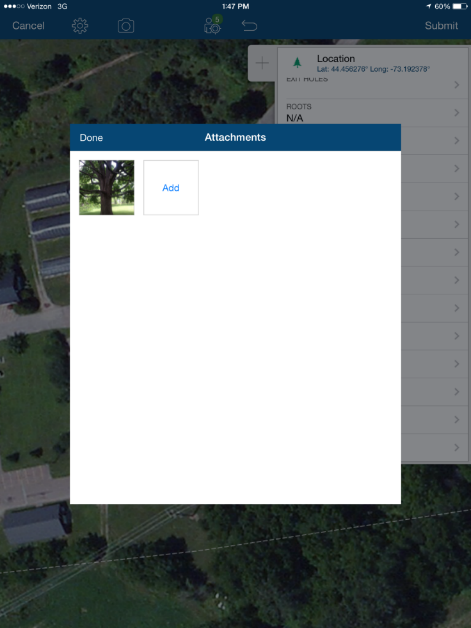 Verizon 3G 1:47 PM 60%
Cancel 5 Submit
Location
Lat: 44.456278° Long: -73.192378°
EXIT HOLES
ROOTS
N/A
Done Attachments
Add